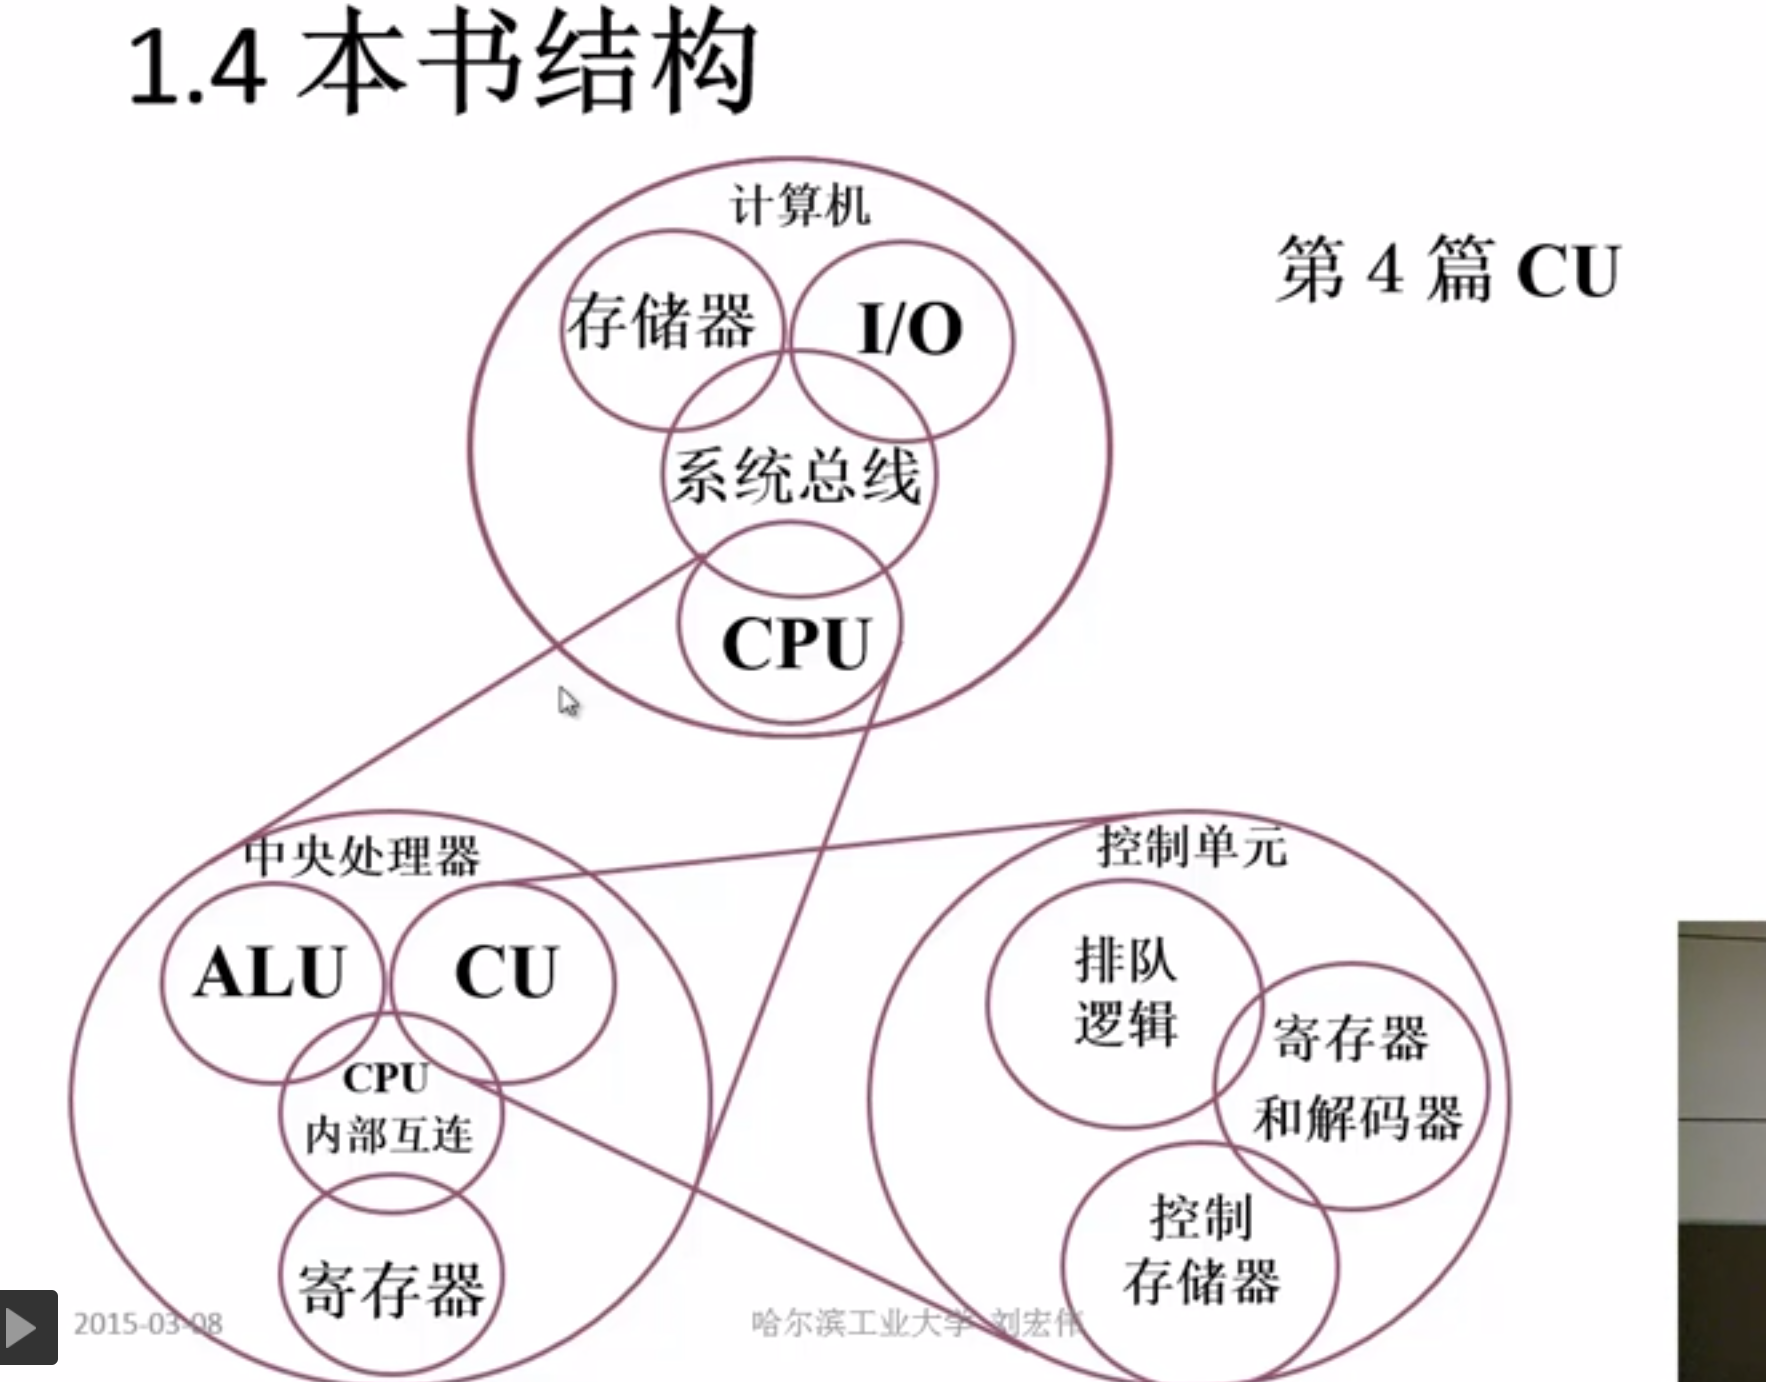 1.4 本书结构
计算机
第 4 篇 CU
存储器
I/O
系统总线
CPU
中央处理器
ALU
CU
CPU
内部互连
寄存器
控制单元
排队
逻辑
寄存器
和解码器
控制
存储器
2015-03-08
哈尔滨工业大学 刘宏伟